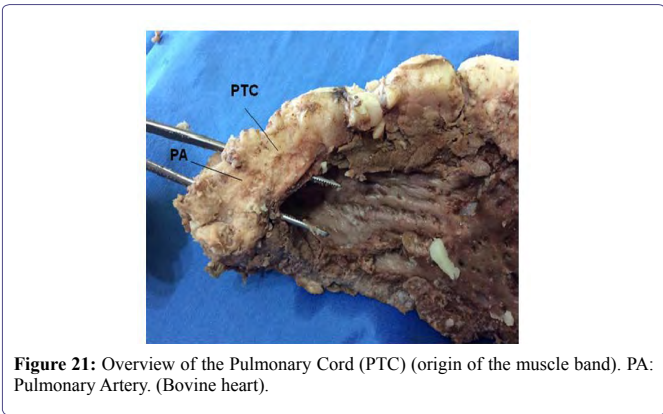 PTC
PA
Figure 21: Overview of the Pulmonary Cord (PTC) (origin of the muscle band). PA:
Pulmonary Artery. (Bovine heart).